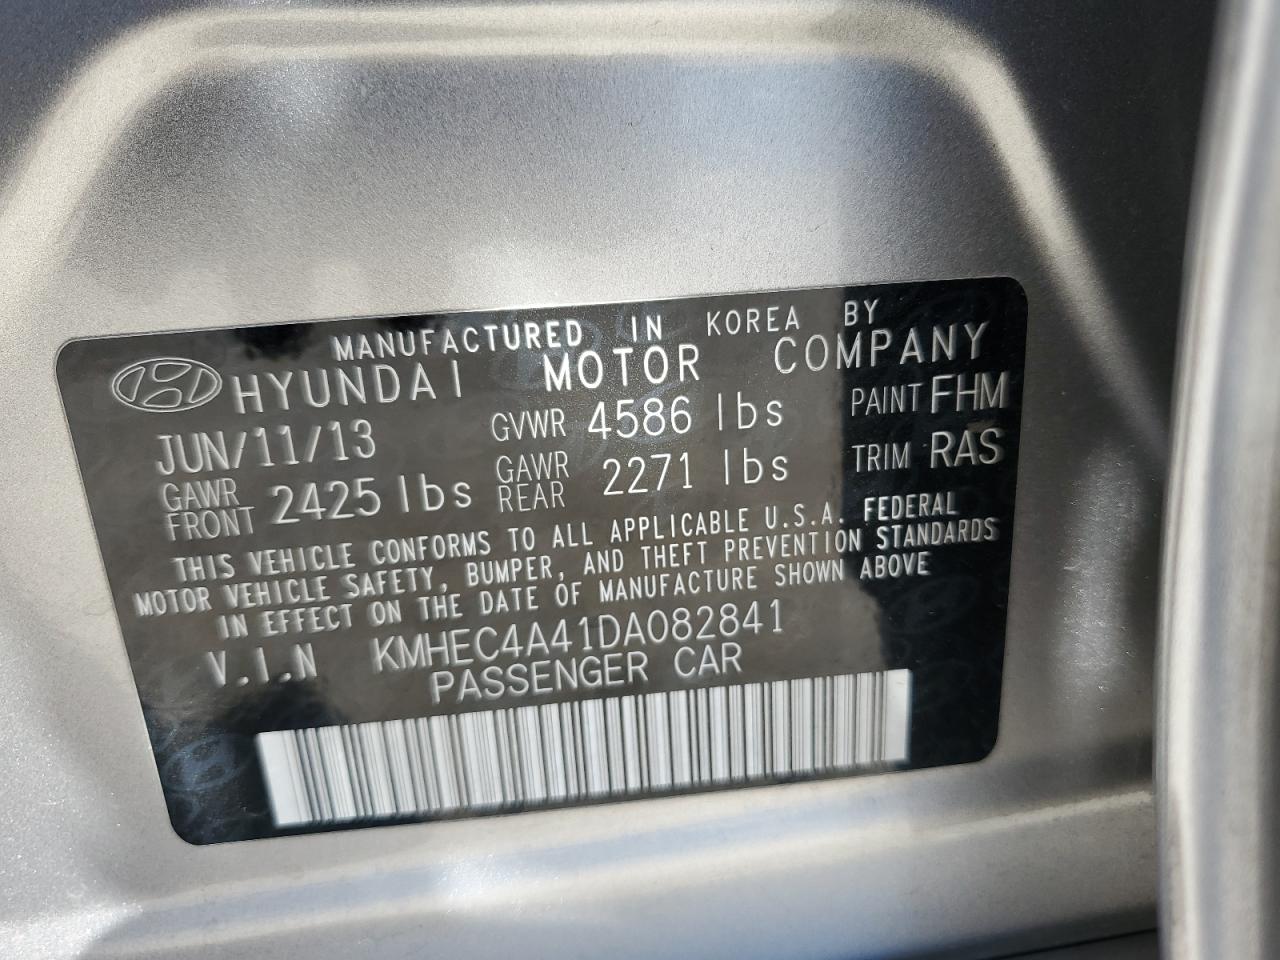 MANUFACTURED IN KOREA BY
HYUNDAI MOTOR COMPANY
JUN/11/13 GVWR 4586 lbs PAINT FHM
GAWR FRONT 2425 lbs GAWR REAR 2271 lbs TRIM RAS
THIS VEHICLE CONFORMS TO ALL APPLICABLE U.S.A. FEDERAL
MOTOR VEHICLE SAFETY, BUMPER, AND THEFT PREVENTION STANDARDS
IN EFFECT ON THE DATE OF MANUFACTURE SHOWN ABOVE
V.I.N KMHEC4A41DA082841
PASSENGER CAR